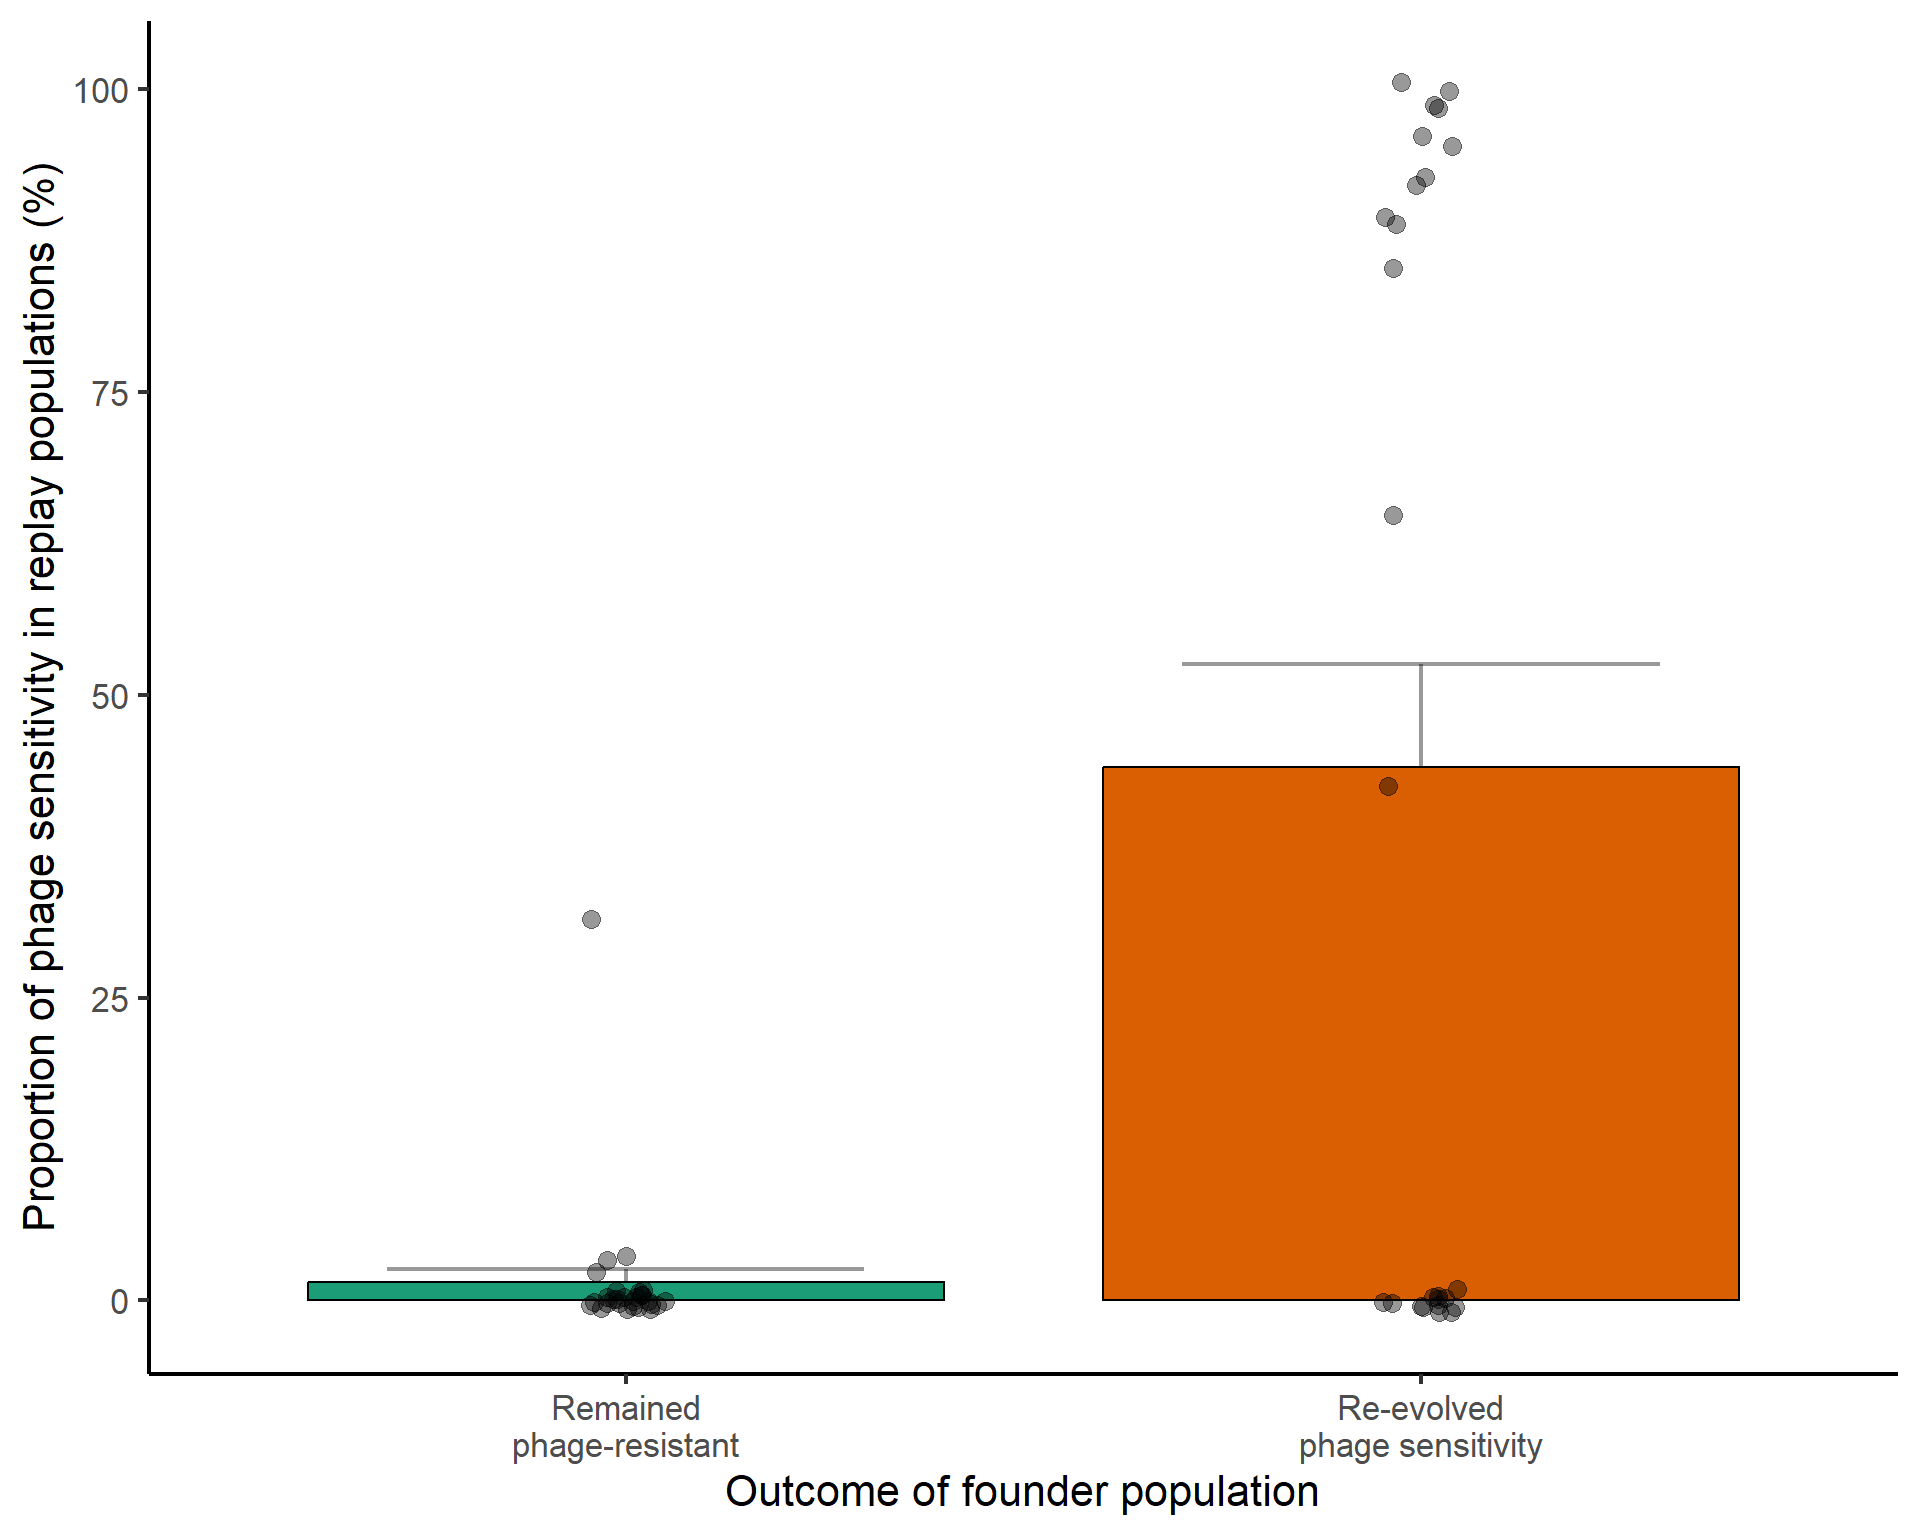 Proportion of phage sensitivity in replay populations (%)
100
75
50
25
0
Remained
phage-resistant
Re-evolved
phage sensitivity
Outcome of founder population